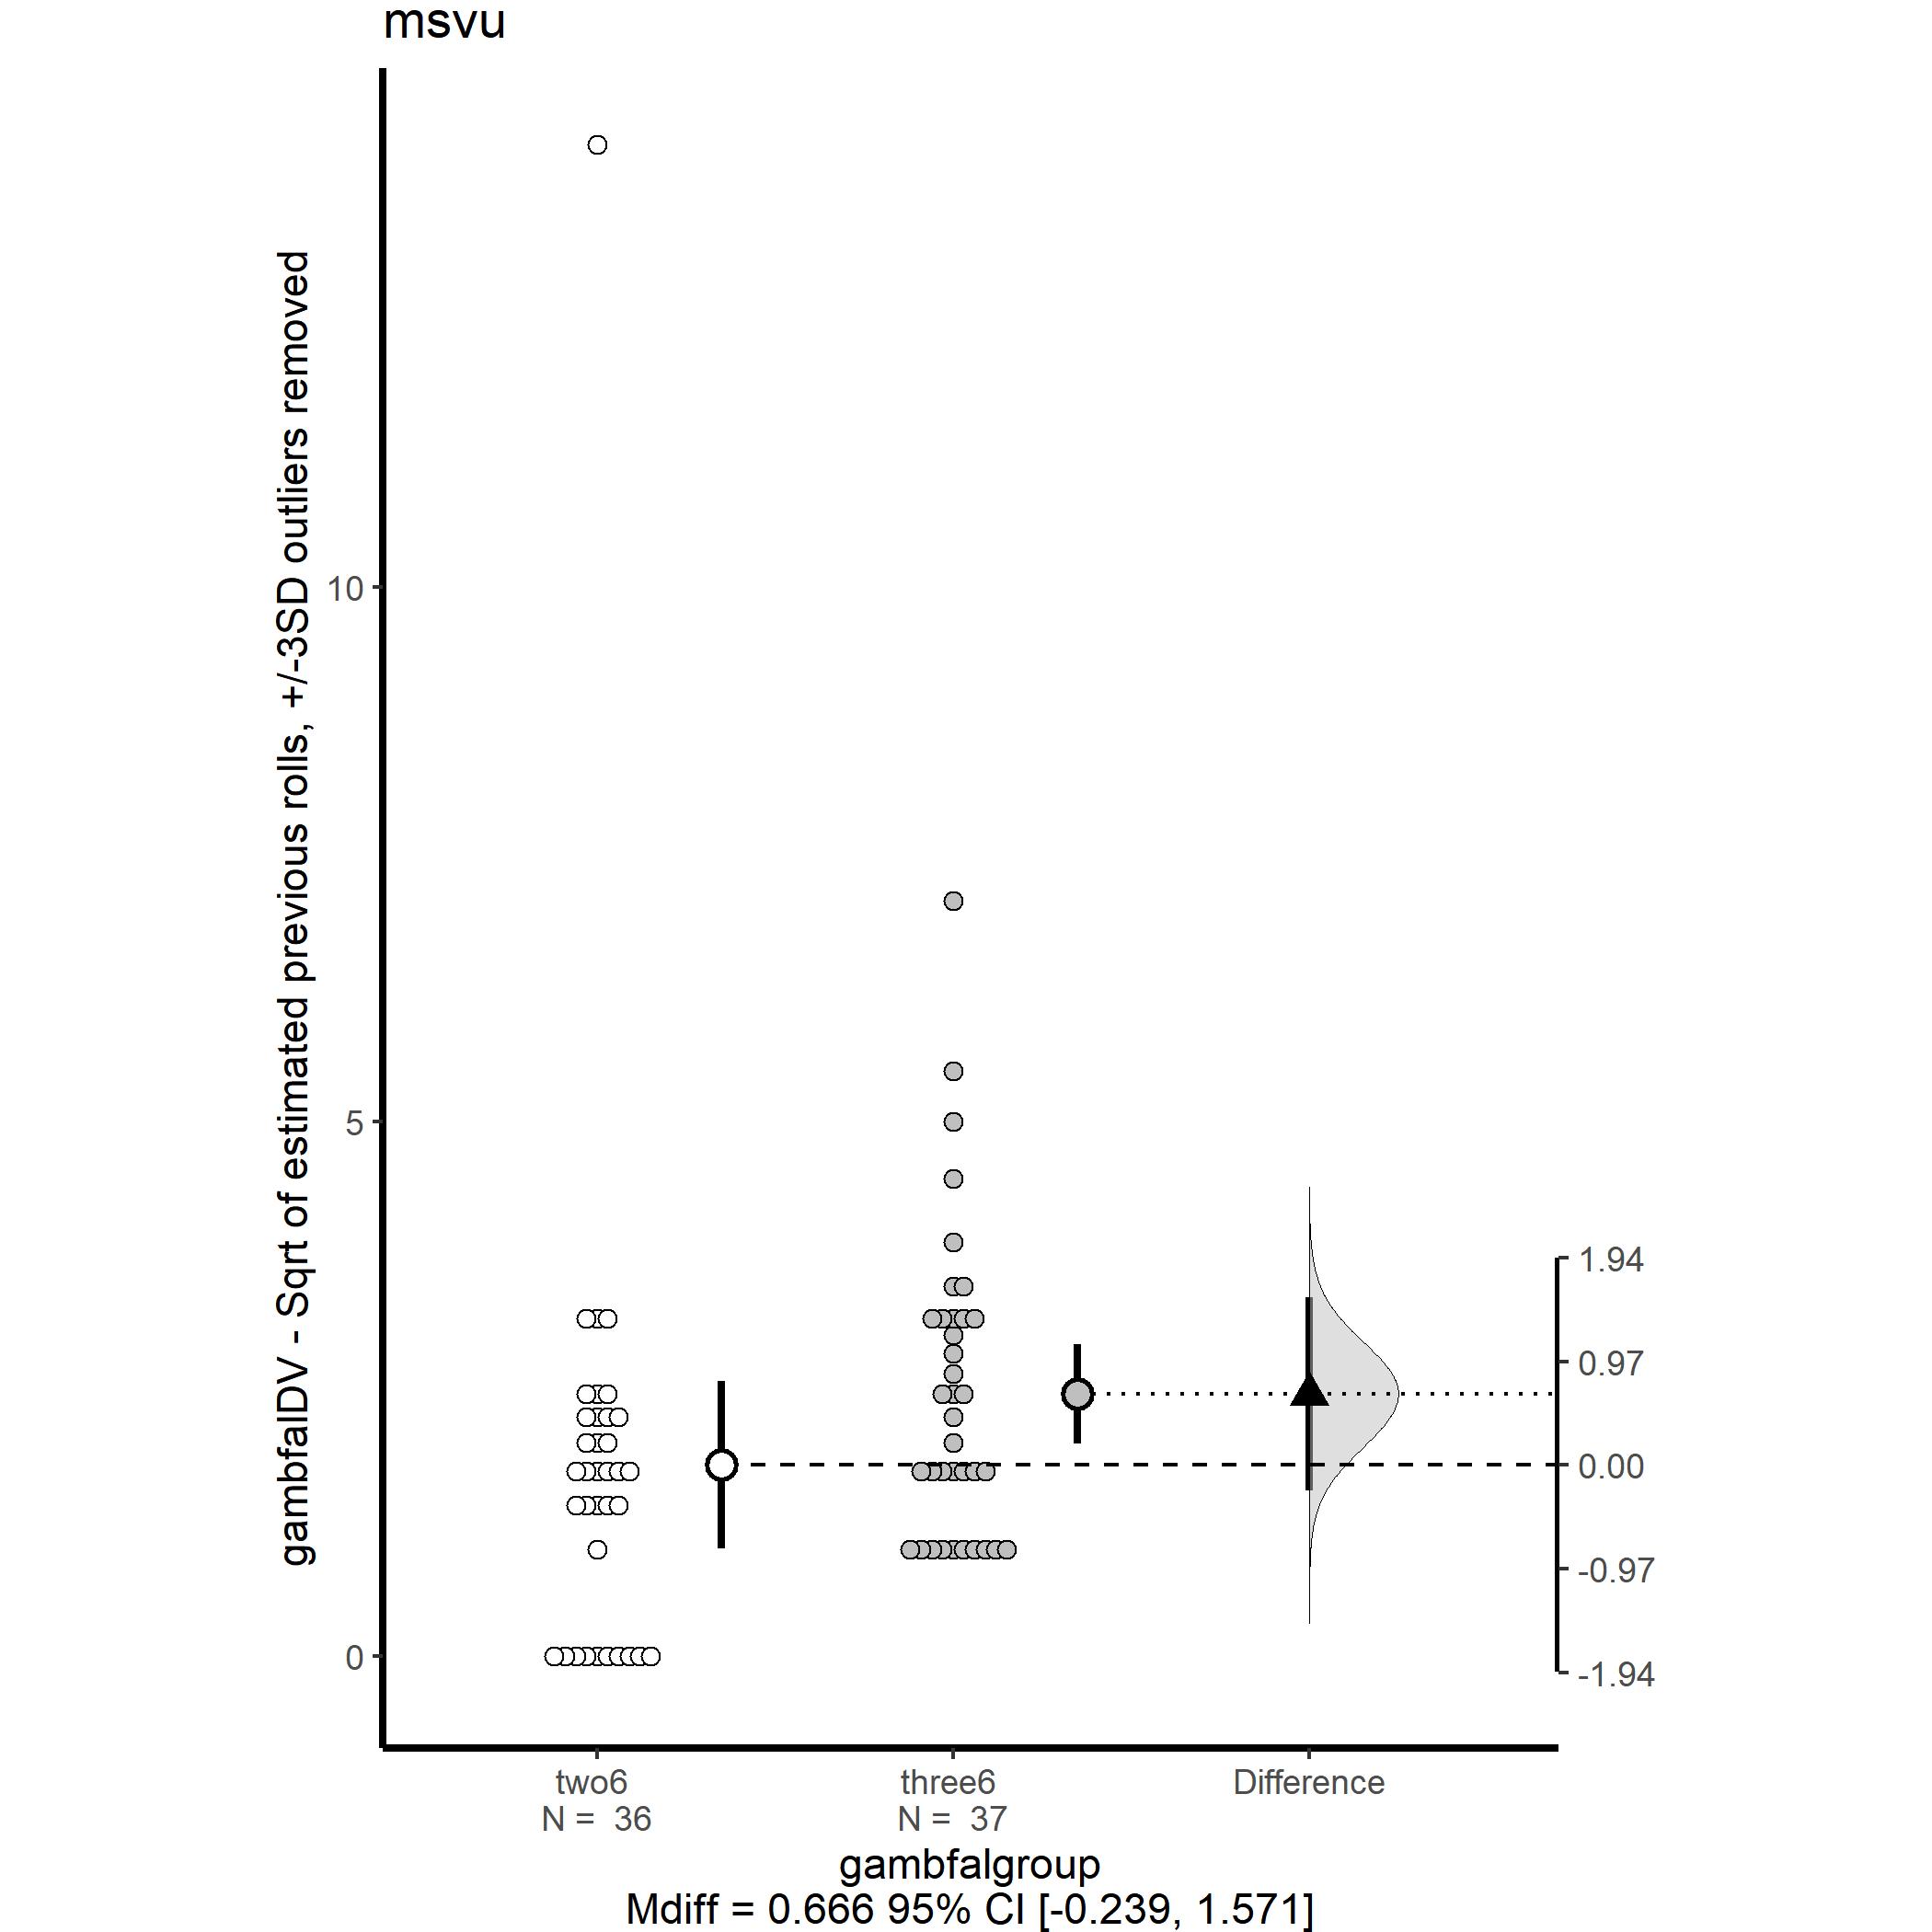 msvu
gambfalDV - Sqrt of estimated previous rolls, +/-3SD outliers removed
10
5
0
1.94
0.97
0.00
-0.97
-1.94
two6
N =  36
three6
N =  37
Difference
gambfalgroup
Mdiff = 0.666 95% CI [-0.239, 1.571]